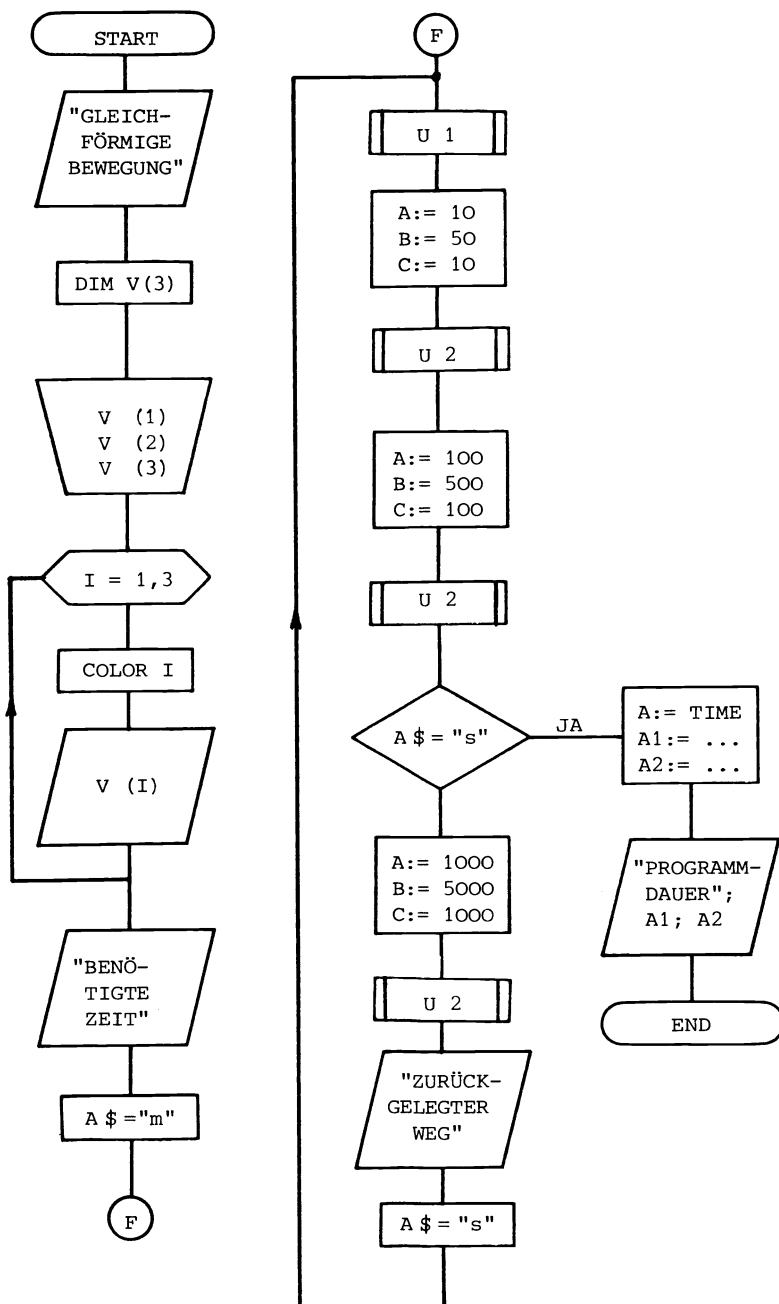 START
"GLEICH-
FÖRMIGE
BEWEGUNG"
DIM V(3)
V (1)
V (2)
V (3)
I = 1,3
COLOR I
V (I)
"BENÖ-
TIGTE
ZEIT"
A$="m"
F
F
U 1
A:= 10
B:= 50
C:= 10
U 2
A:= 100
B:= 500
C:= 100
U 2
A$="s"
JA
A:= 1000
B:= 5000
C:= 1000
U 2
"ZURÜCK-
GELEGTER
WEG"
A$="s"
A:= TIME
A1:= ...
A2:= ...
"PROGRAMM-
DAUER";
A1; A2
END